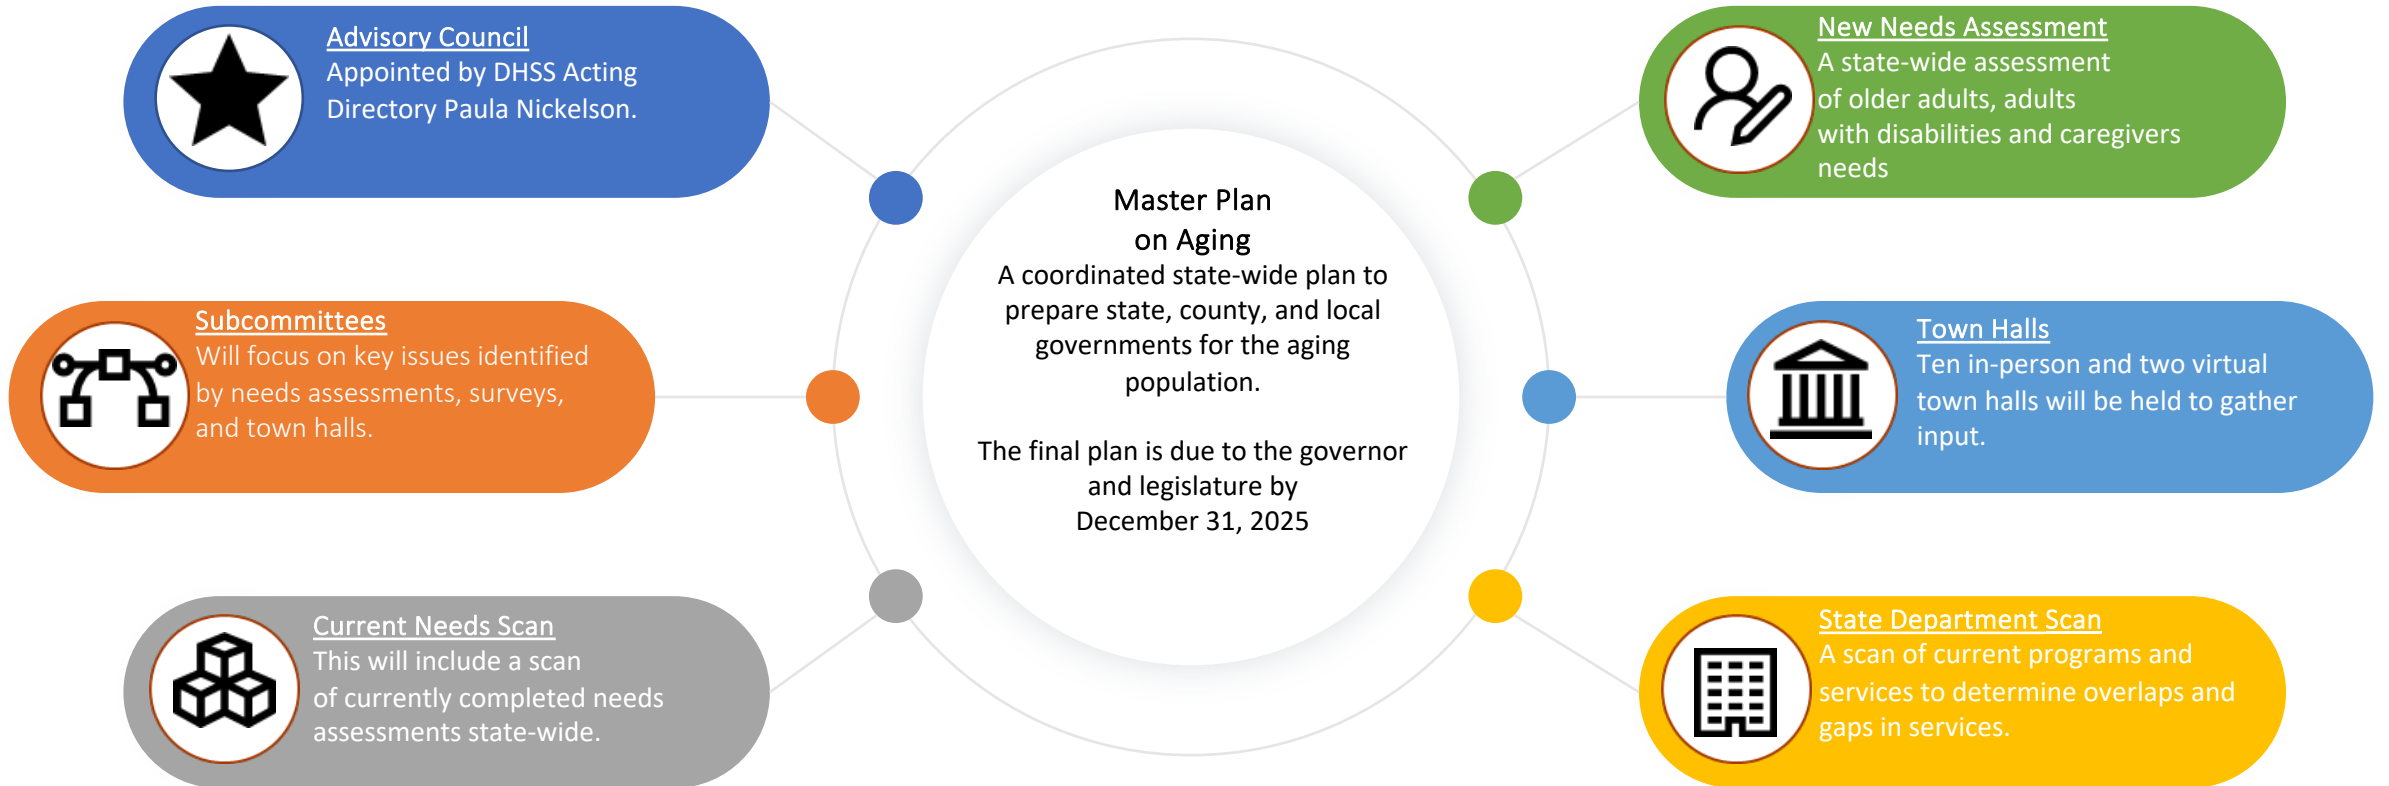 Advisory Council
Appointed by DHSS Acting
Directory Paula Nickelson.
Subcommittees
Will focus on key issues identified
by needs assessments, surveys,
and town halls.
Current Needs Scan
This will include a scan
of currently completed needs
assessments state-wide.
Master Plan
on Aging
A coordinated state-wide plan to
prepare state, county, and local
governments for the aging
population.
The final plan is due to the governor
and legislature by
December 31, 2025
New Needs Assessment
A state-wide assessment
of older adults, adults
with disabilities and caregivers
needs
Town Halls
Ten in-person and two virtual
town halls will be held to gather
input.
State Department Scan
A scan of current programs and
services to determine overlaps and
gaps in services.